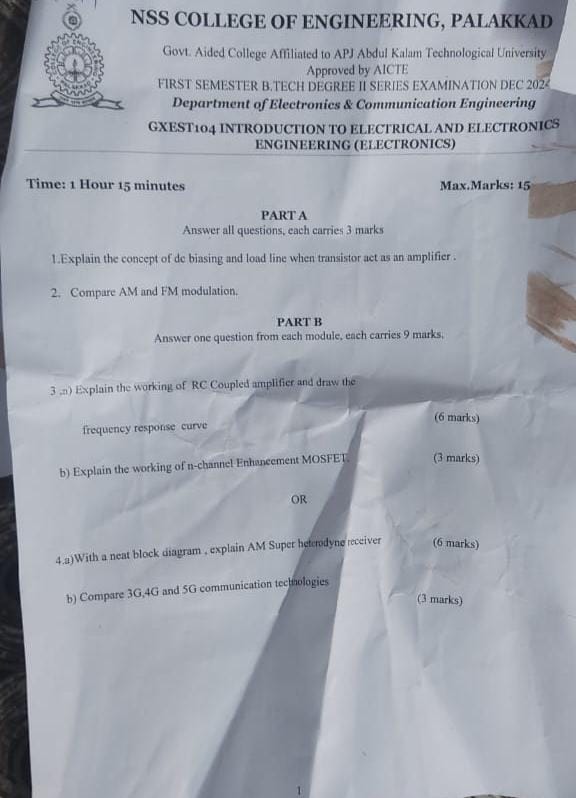 NSS COLLEGE OF ENGINEERING, PALAKKAD
Govt. Aided College Affiliated to APJ Abdul Kalam Technological University
Approved by AICTE
FIRST SEMESTER B.TECH DEGREE II SERIES EXAMINATION DEC 2024
Department of Electronics & Communication Engineering
GXEST104 INTRODUCTION TO ELECTRICAL AND ELECTRONICS
ENGINEERING (ELECTRONICS)
Time: 1 Hour 15 minutes Max.Marks: 15
PART A
Answer all questions, each carries 3 marks
1.Explain the concept of dc biasing and load line when transistor act as an amplifier .
2. Compare AM and FM modulation.
PART B
Answer one question from each module, each carries 9 marks.
3 .a) Explain the working of RC Coupled amplifier and draw the
frequency response curve (6 marks)
b) Explain the working of n-channel Enhancement MOSFET. (3 marks)
OR
4.a)With a neat block diagram , explain AM Super heterodyne receiver (6 marks)
b) Compare 3G,4G and 5G communication technologies (3 marks)
1